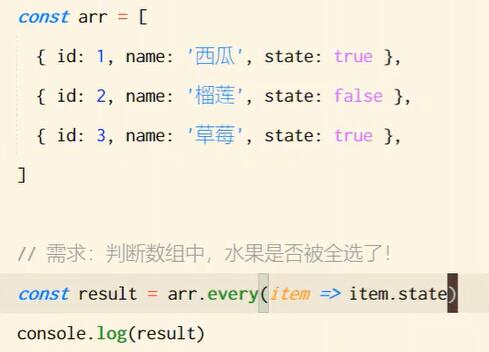 const arr = [
{ id: 1, name: '西瓜', state: true },
{ id: 2, name: '榴莲', state: false },
{ id: 3, name: '草莓', state: true },
]
// 需求：判断数组中，水果是否被全选了！
const result = arr.every(item => item.state)
console.log(result)